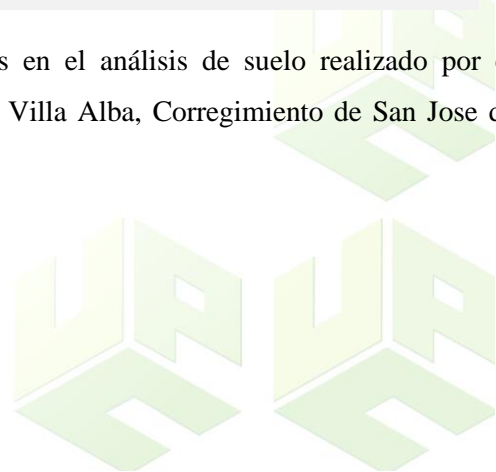 s en el análisis de suelo realizado por
Villa Alba, Corregimiento de San Jose